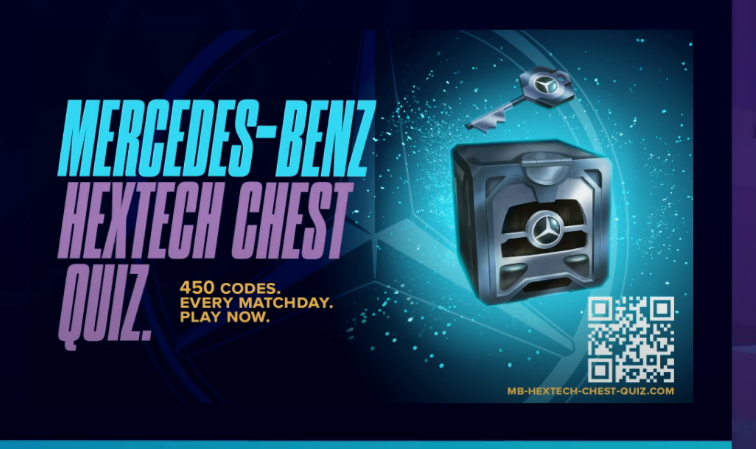 MERCEDES-BENZ
HEXTECH CHEST
QUIZ.
450 CODES.
EVERY MATCHDAY.
PLAY NOW.
MB-HEXTECH-CHEST-QUIZ.COM